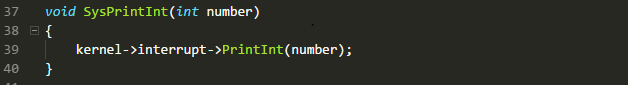 37 void SysPrintInt(int number)
38 {
39     kernel->interrupt->PrintInt(number);
40 }